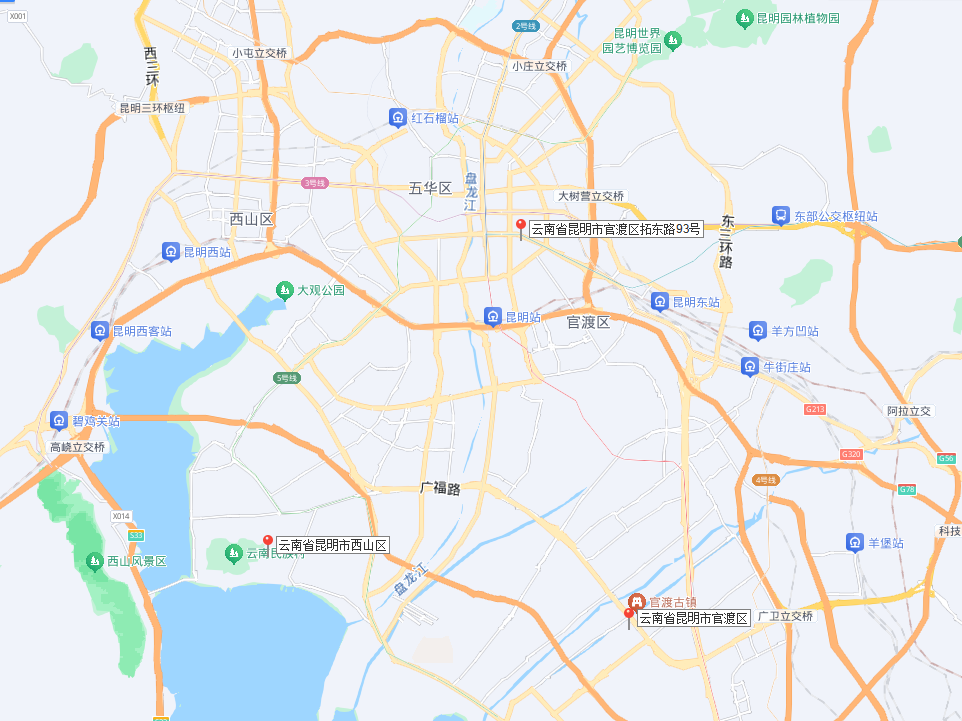 X001
2号线
昆明园林植物园
昆明世界
园艺博览园
西三环
小屯立交桥
小庄立交桥
昆明三环枢纽
红石榴站
3号线
五华区
盘龙江
大树营立交桥
西山区
东部公交枢纽站
云南省昆明市官渡区拓东路93号
东三环路
昆明西站
大观公园
昆明东站
昆明站
官渡区
昆明西客站
羊方凹站
牛街庄站
5号线
G213
阿拉立交
碧鸡关站
高峣立交桥
G320
G56
4号线
广福路
G78
X014
S33
科技
云南省昆明市西山区
羊堡站
云南民族村
西山风景区
盘龙江
官渡古镇
云南省昆明市官渡区
广卫立交桥